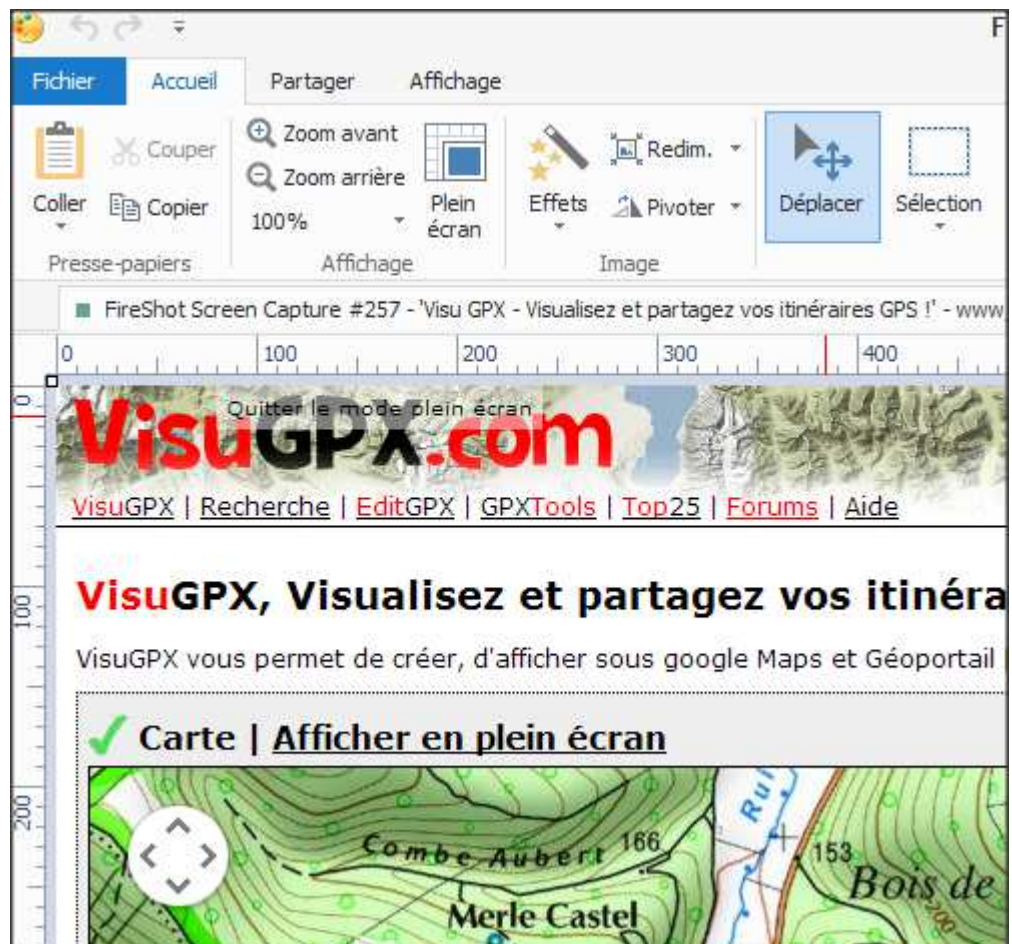 F
Fichier Accueil Partager Affichage
Coller Couper Copier
Zoom avant
Zoom arrière
100%
Plein écran
Effets
Redim.
Pivoter
Déplacer
Sélection
Presse-papiers Affichage Image
FireShot Screen Capture #257 - 'Visu GPX - Visualisez et partagez vos itinéraires GPS !' - www
0 100 200 300 400
0
VisuGPX.com
Quitter le mode plein écran
VisuGPX | Recherche | EditGPX | GPXTools | Top25 | Forums | Aide
100
VisuGPX, Visualisez et partagez vos itinéra
VisuGPX vous permet de créer, d'afficher sous google Maps et Géoportail
Carte | Afficher en plein écran
200
Combe Aubert 166
Rui
153
Bois de
200
Merle Castel